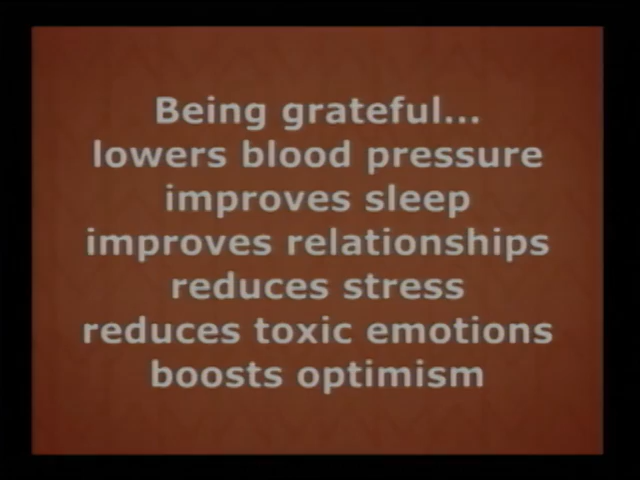 Being grateful...
lowers blood pressure
improves sleep
improves relationships
reduces stress
reduces toxic emotions
boosts optimism